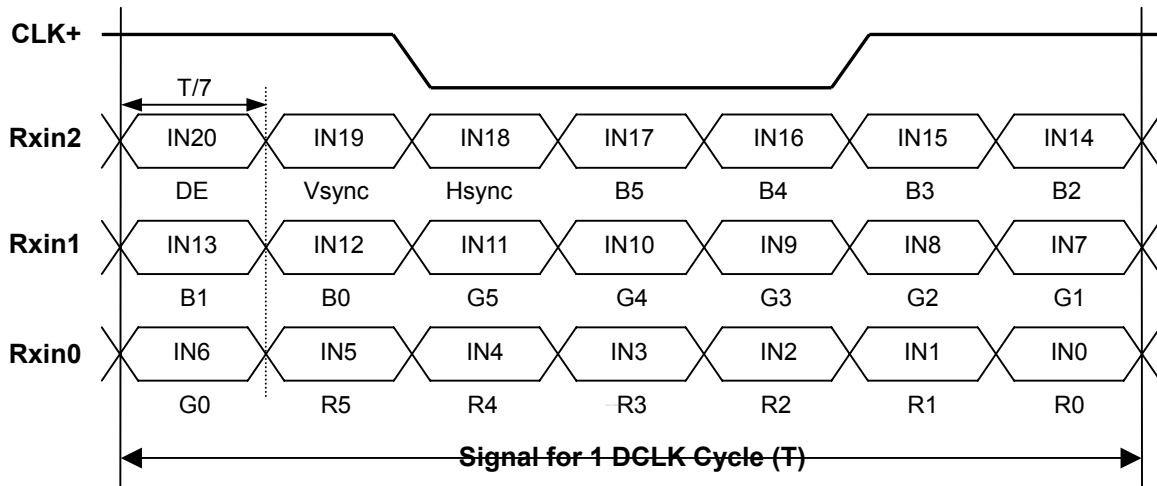 CLK+
T/7
Rxin2 IN20 IN19 IN18 IN17 IN16 IN15 IN14
DE Vsync Hsync B5 B4 B3 B2
Rxin1 IN13 IN12 IN11 IN10 IN9 IN8 IN7
B1 B0 G5 G4 G3 G2 G1
Rxin0 IN6 IN5 IN4 IN3 IN2 IN1 IN0
G0 R5 R4 R3 R2 R1 R0
Signal for 1 DCLK Cycle (T)